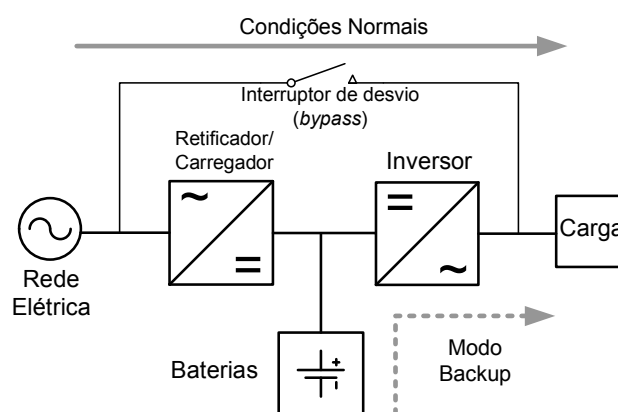 Condições Normais
Interruptor de desvio
(bypass)
Retificador/
Carregador
Inversor
Rede
Elétrica
Carga
Baterias
Modo
Backup